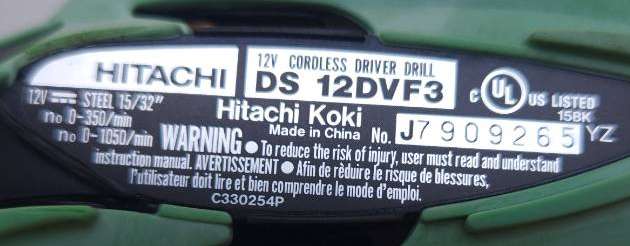 HITACHI
12V CORDLESS DRIVER DRILL
DS 12DVF3
C UL US LISTED
15BK
12V ⎓ STEEL 15/32"
no 0-350/min
no 0-1050/min
Hitachi Koki
Made in China No. J7909265 YZ
WARNING ● To reduce the risk of injury, user must read and understand
instruction manual. AVERTISSEMENT ● Afin de réduire le risque de blessures,
l'utilisateur doit lire et bien comprendre le mode d'emploi.
C330254P